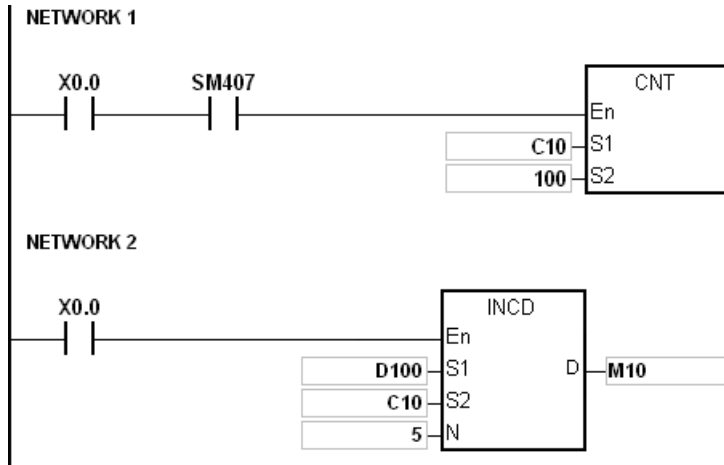 NETWORK 1
X0.0 SM407 CNT
En
C10 S1
100 S2
NETWORK 2
X0.0 INCD
En
D100 S1 D M10
C10 S2
5 N